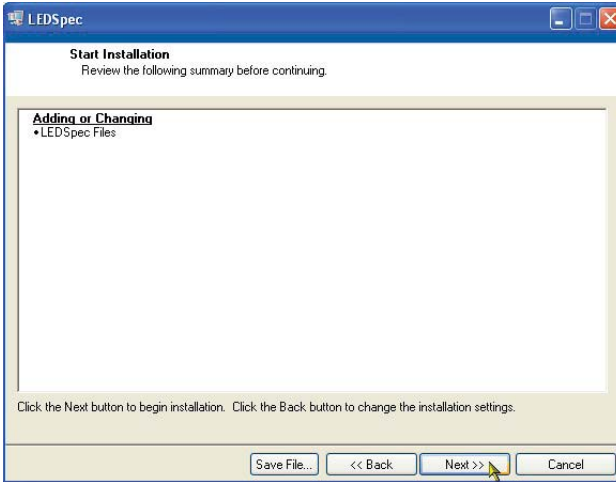 LEDSpec
Start Installation
Review the following summary before continuing.
Adding or Changing
•LEDSpec Files
Click the Next button to begin installation.  Click the Back button to change the installation settings.
Save File...
<< Back
Next >>
Cancel